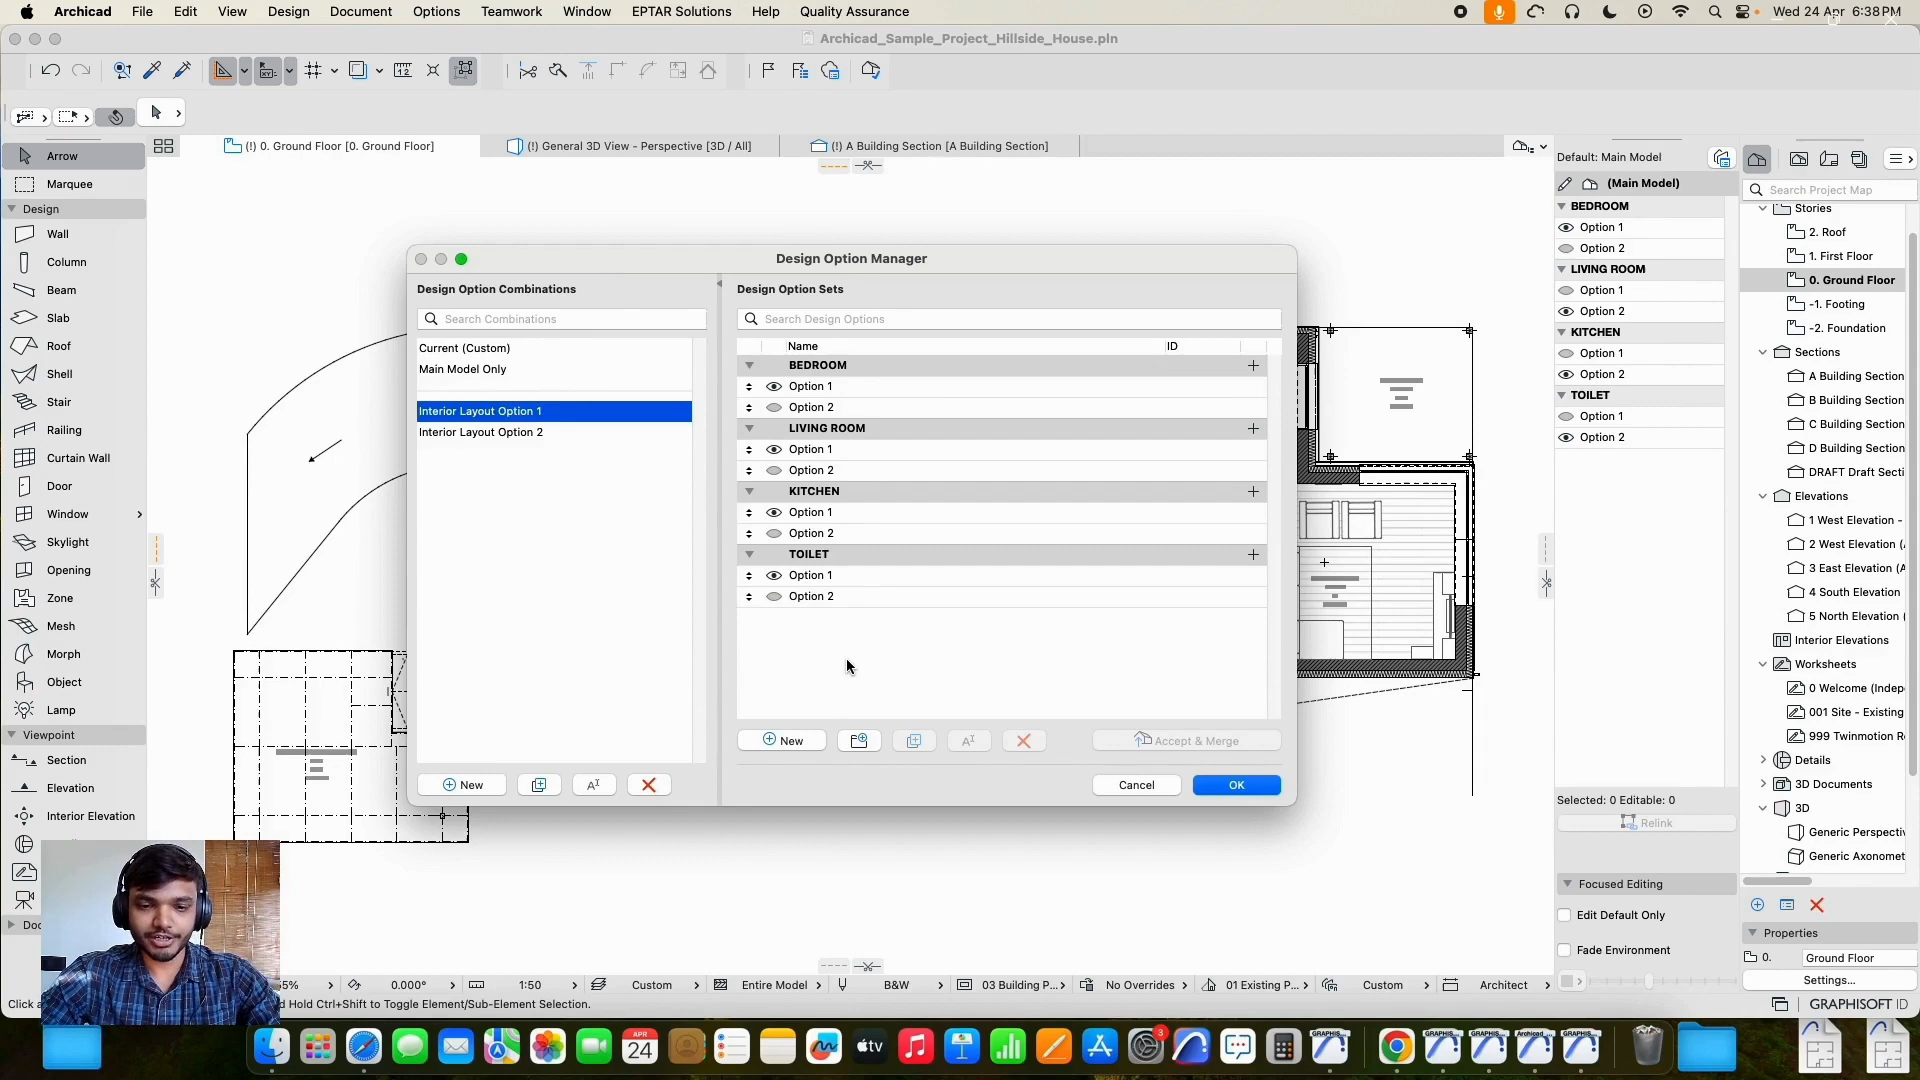 Archicad File Edit View Design Document Options Teamwork Window EPTAR Solutions Help Quality Assurance
Wed 24 Apr 6:38 PM
Archicad_Sample_Project_Hillside_House.pln
(!) 0. Ground Floor [0. Ground Floor]
(!) General 3D View - Perspective [3D / All]
(!) A Building Section [A Building Section]
Arrow
Marquee
Design
Wall
Column
Beam
Slab
Roof
Shell
Stair
Railing
Curtain Wall
Door
Window
Skylight
Opening
Zone
Mesh
Morph
Object
Lamp
Viewpoint
Section
Elevation
Interior Elevation
Design Option Manager
Design Option Combinations
Search Combinations
Current (Custom)
Main Model Only
Interior Layout Option 1
Interior Layout Option 2
New
Design Option Sets
Search Design Options
Name ID
BEDROOM
Option 1
Option 2
LIVING ROOM
Option 1
Option 2
KITCHEN
Option 1
Option 2
TOILET
Option 1
Option 2
New
Accept & Merge
Cancel OK
Default: Main Model
(Main Model)
BEDROOM
Option 1
Option 2
LIVING ROOM
Option 1
Option 2
KITCHEN
Option 1
Option 2
TOILET
Option 1
Option 2
Selected: 0 Editable: 0
Relink
Focused Editing
Edit Default Only
Fade Environment
Search Project Map
Stories
2. Roof
1. First Floor
0. Ground Floor
-1. Footing
-2. Foundation
Sections
A Building Section
B Building Section
C Building Section
D Building Section
DRAFT Draft Secti
Elevations
1 West Elevation -
2 West Elevation (
3 East Elevation (A
4 South Elevation
5 North Elevation (
Interior Elevations
Worksheets
0 Welcome (Indep
001 Site - Existing
999 Twinmotion R
Details
3D Documents
3D
Generic Perspectiv
Generic Axonomet
Properties
0. Ground Floor
Settings...
0.000° 1:50 Custom Entire Model B&W 03 Building P... No Overrides 01 Existing P... Custom Architect
Click a
d Hold Ctrl+Shift to Toggle Element/Sub-Element Selection.
GRAPHISOFT ID
APR
24
tv
3